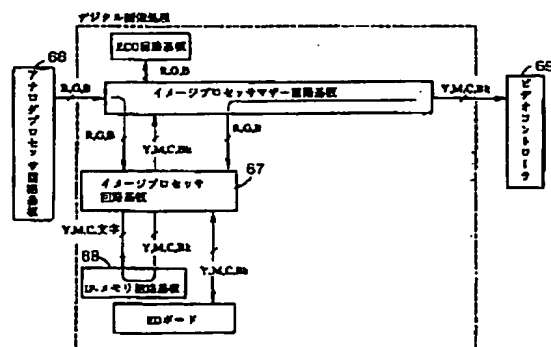 デジタル画像処理
66
アナログプロセッサ回路基板
R,G,B
ECC回路基板
R,G,B
イメージプロセッサマザー回路基板
Y,M,C,Bk
65
ビデオコントローラ
R,G,B
Y,M,C,Bk
R,G,B
67
イメージプロセッサ
回路基板
Y,M,C,文字
Y,M,C,Bk
Y,M,C,Bk
68
IPメモリ回路基板
ボード